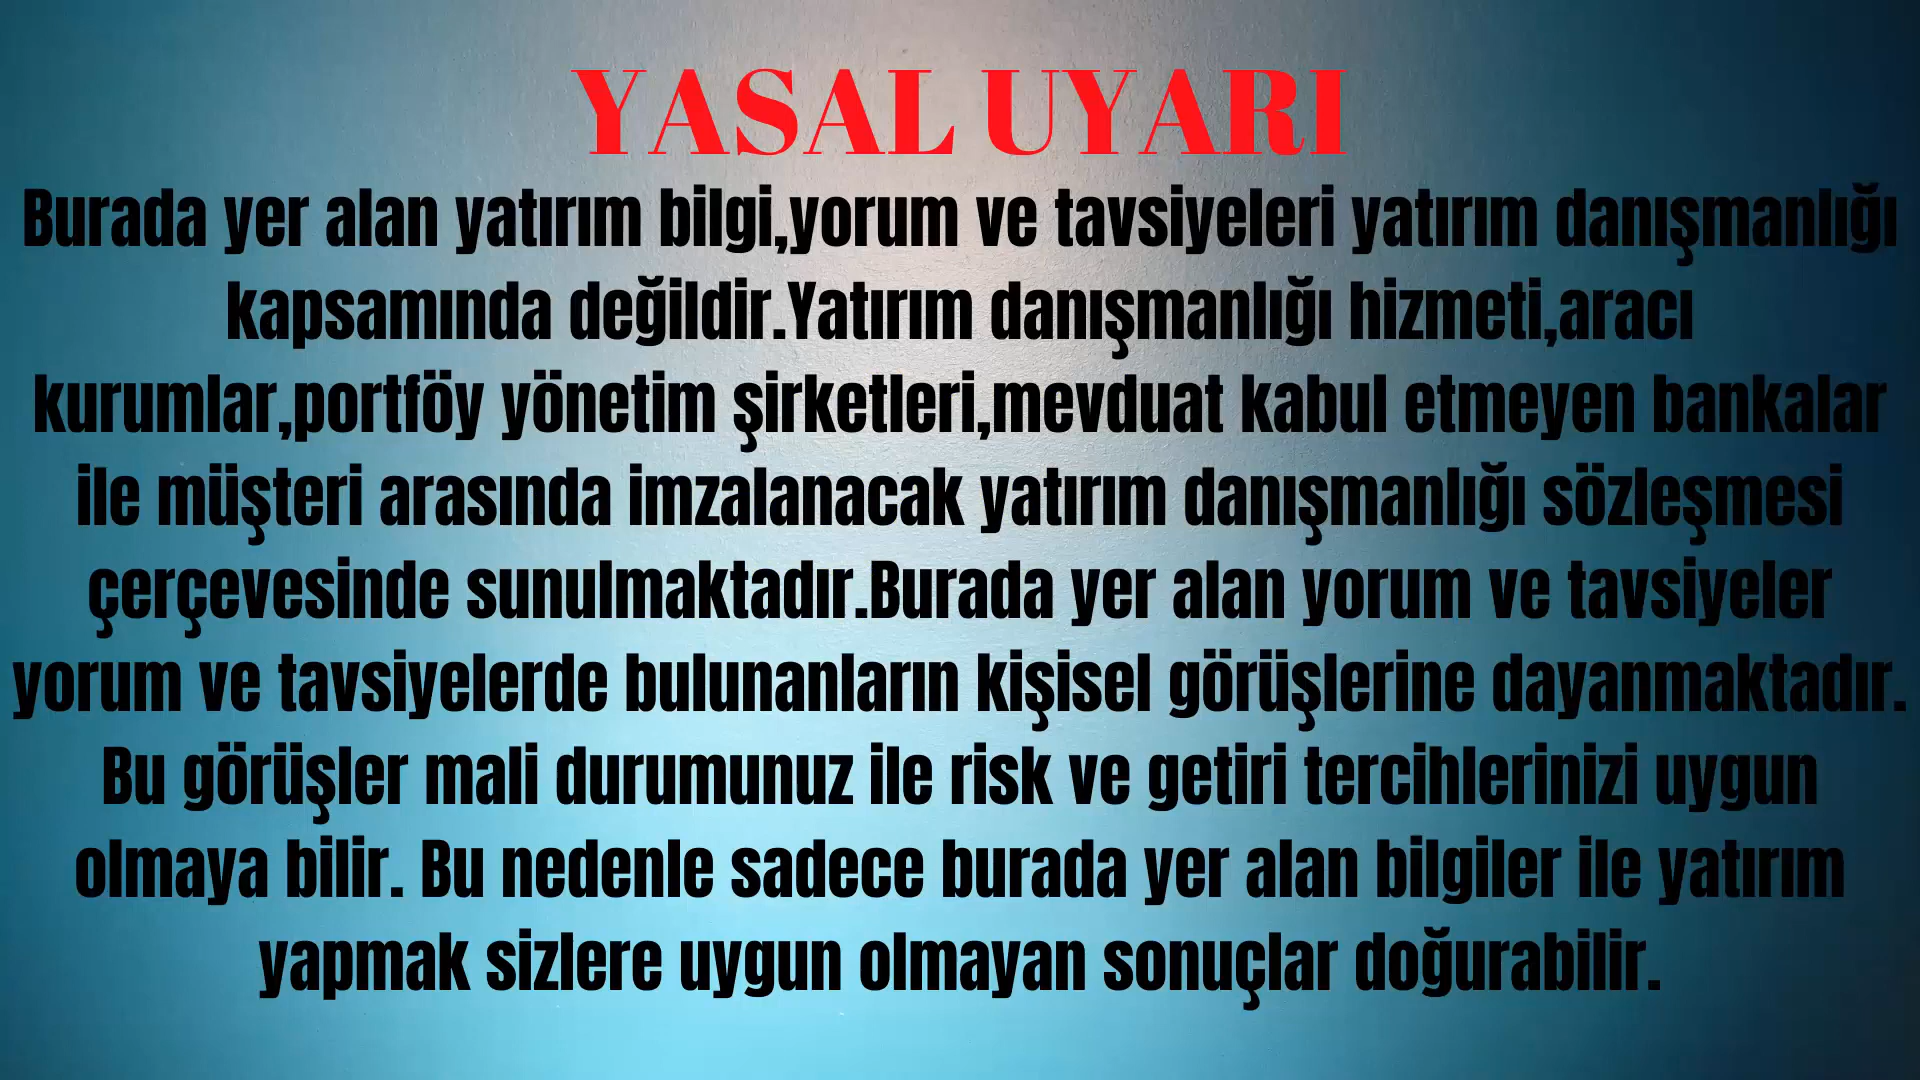 YASAL UYARI
Burada yer alan yatırım bilgi,yorum ve tavsiyeleri yatırım danışmanlığı
kapsamında değildir.Yatırım danışmanlığı hizmeti,aracı
kurumlar,portföy yönetim şirketleri,mevduat kabul etmeyen bankalar
ile müşteri arasında imzalanacak yatırım danışmanlığı sözleşmesi
çerçevesinde sunulmaktadır.Burada yer alan yorum ve tavsiyeler
yorum ve tavsiyelerde bulunanların kişisel görüşlerine dayanmaktadır.
Bu görüşler mali durumunuz ile risk ve getiri tercihlerinizi uygun
olmaya bilir. Bu nedenle sadece burada yer alan bilgiler ile yatırım
yapmak sizlere uygun olmayan sonuçlar doğurabilir.